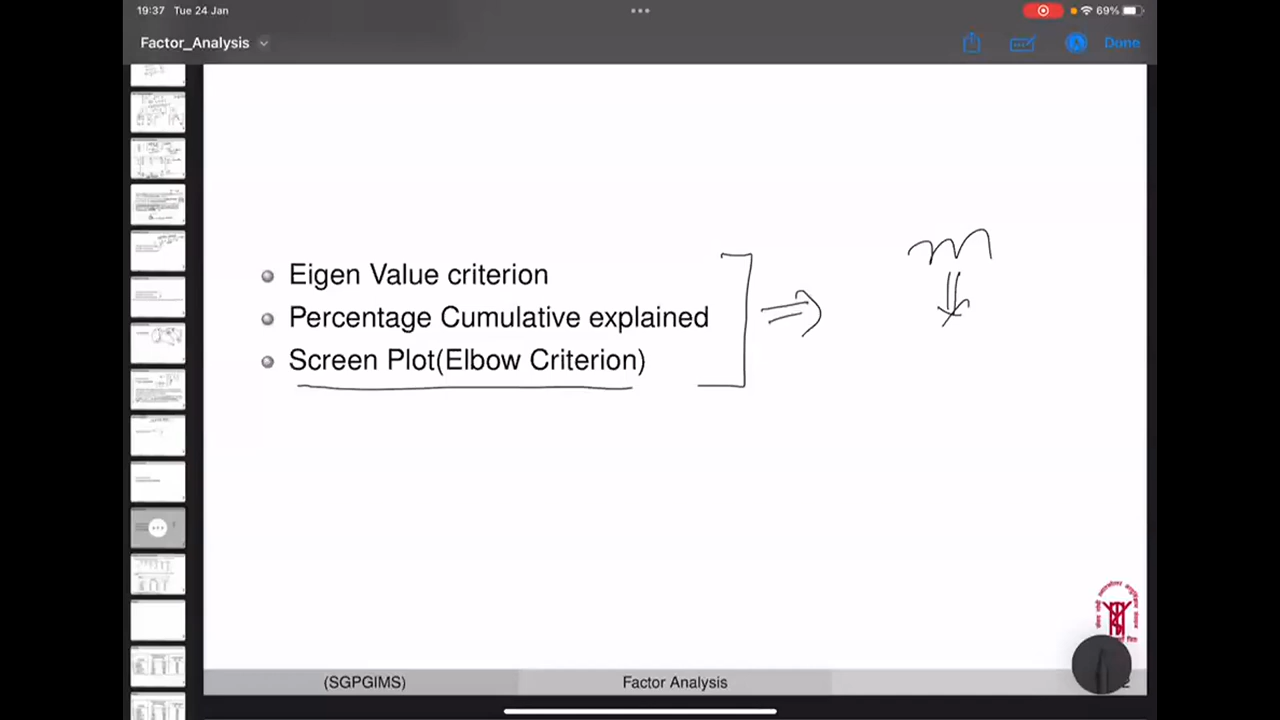 19:37 Tue 24 Jan
69%
Factor_Analysis
Done
m
Eigen Value criterion
Percentage Cumulative explained
Screen Plot(Elbow Criterion)
(SGPGIMS)
Factor Analysis